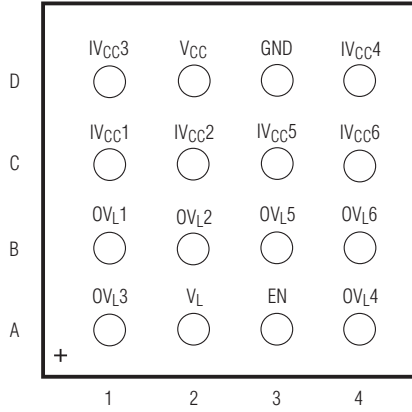 IVCC3 VCC GND IVCC4
D
IVCC1 IVCC2 IVCC5 IVCC6
C
OVL1 OVL2 OVL5 OVL6
B
OVL3 VL EN OVL4
A
+
1 2 3 4